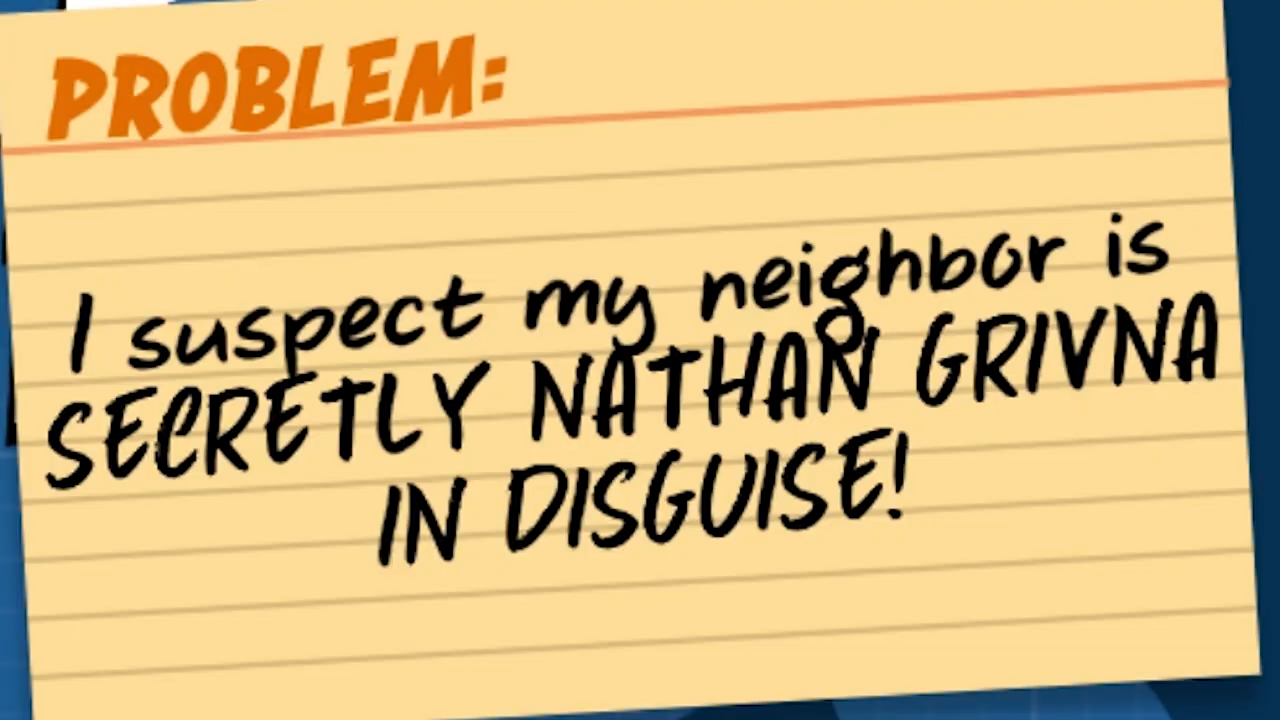 PROBLEM:
I suspect my neighbor is
SECRETLY NATHAN GRIVNA
IN DISGUISE!